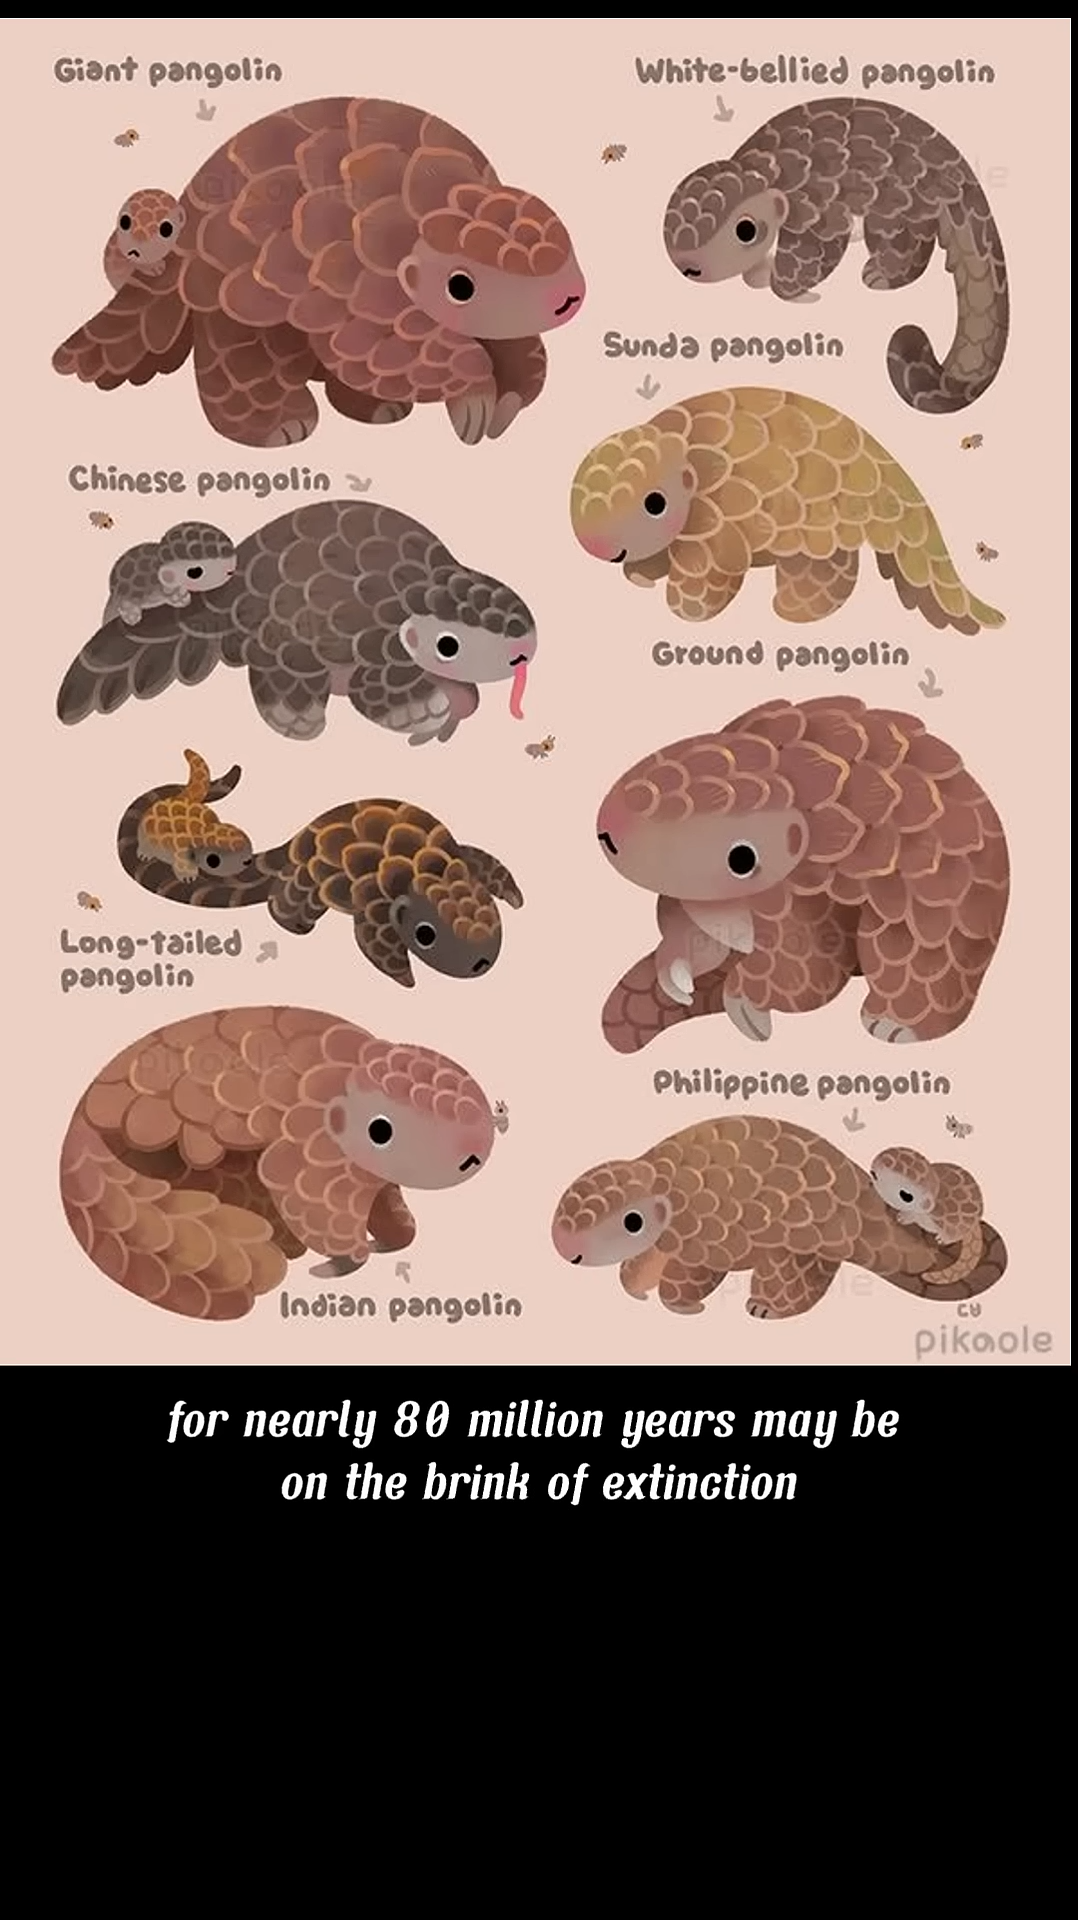 Giant pangolin
White-bellied pangolin
Sunda pangolin
Chinese pangolin
Ground pangolin
Long-tailed
pangolin
Philippine pangolin
Indian pangolin
pikaole
for nearly 80 million years may be
on the brink of extinction